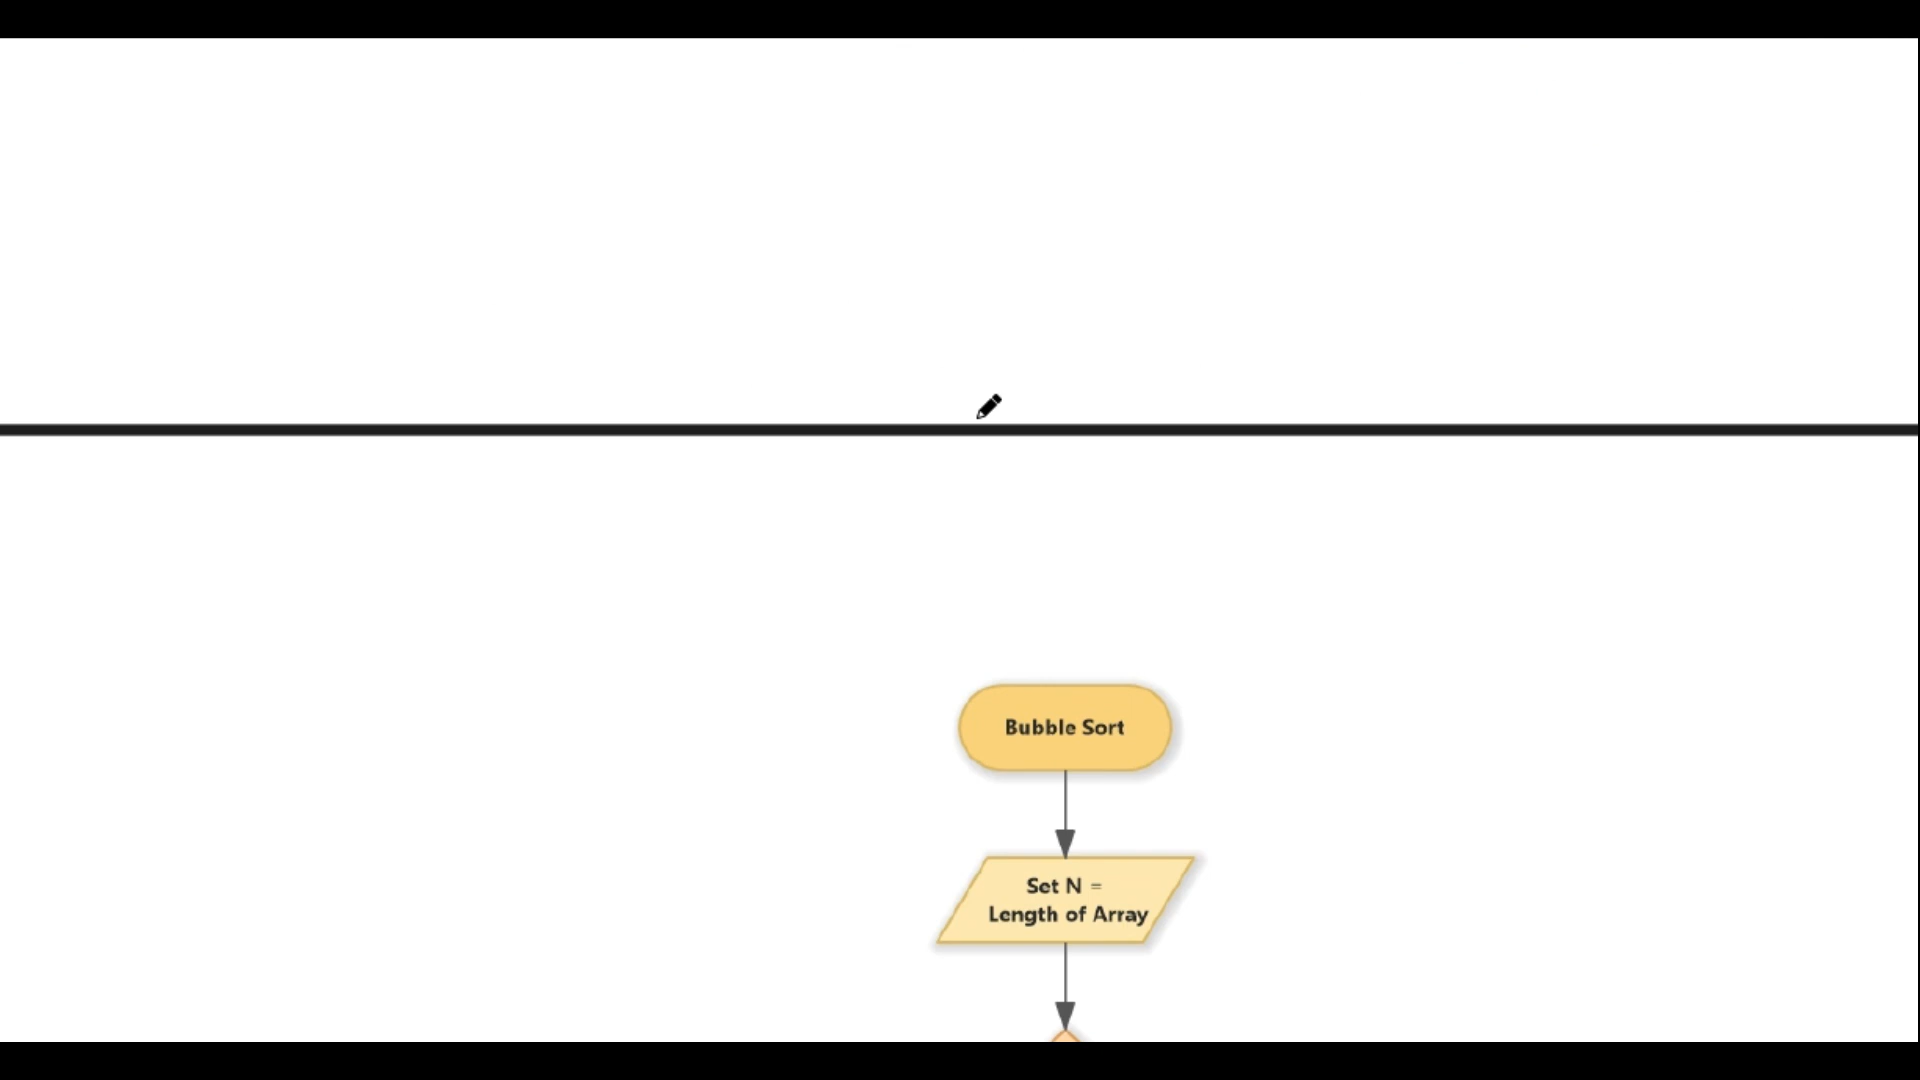 Bubble Sort
Set N =
Length of Array